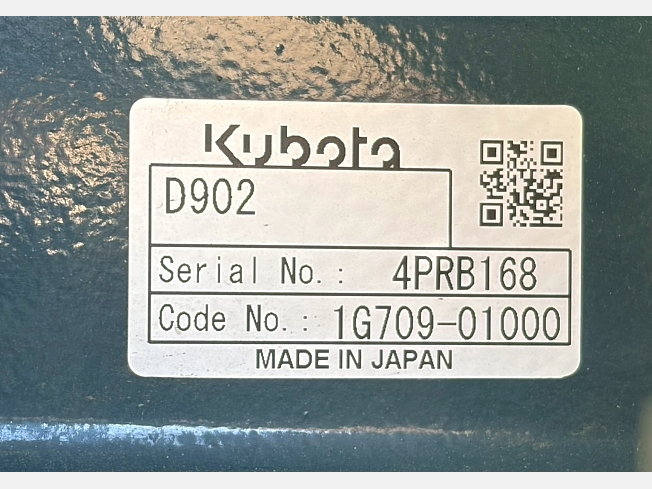 Kubota
D902
Serial No.: 4PRB168
Code No.: 1G709-01000
MADE IN JAPAN